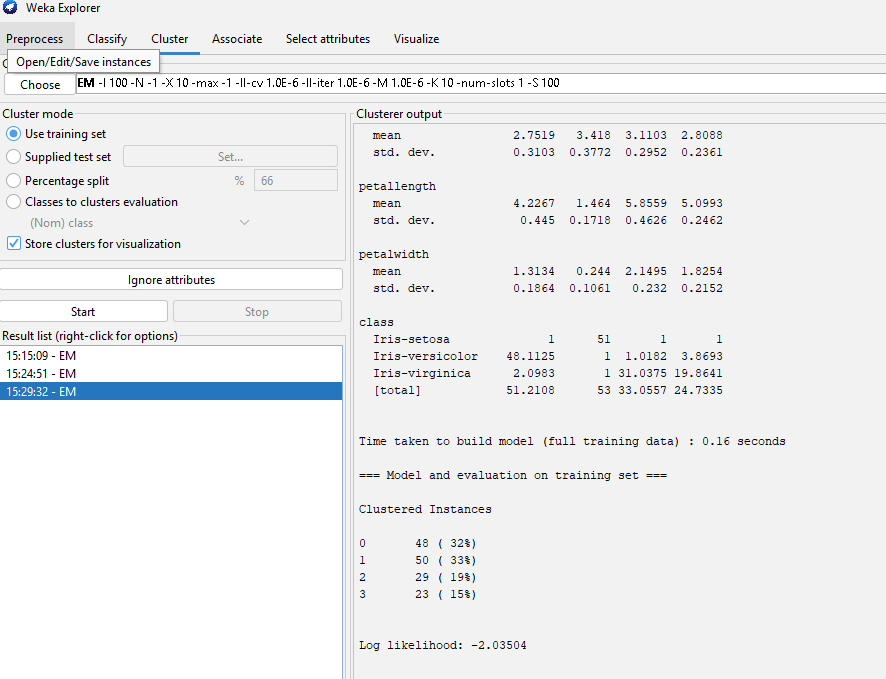 Weka Explorer
Preprocess Classify Cluster Associate Select attributes Visualize
Open/Edit/Save instances
Choose EM -I 100 -N -1 -X 10 -max -1 -ll-cv 1.0E-6 -ll-iter 1.0E-6 -M 1.0E-6 -K 10 -num-slots 1 -S 100
Cluster mode
Use training set
Supplied test set Set...
Percentage split % 66
Classes to clusters evaluation
(Nom) class
Store clusters for visualization
Ignore attributes
Start Stop
Result list (right-click for options)
15:15:09 - EM
15:24:51 - EM
15:29:32 - EM
Clusterer output
mean 2.7519 3.418 3.1103 2.8088
std. dev. 0.3103 0.3772 0.2952 0.2361
petallength
mean 4.2267 1.464 5.8559 5.0993
std. dev. 0.445 0.1718 0.4626 0.2462
petalwidth
mean 1.3134 0.244 2.1495 1.8254
std. dev. 0.1864 0.1061 0.232 0.2152
class
Iris-setosa 1 51 1 1
Iris-versicolor 48.1125 1 1.0182 3.8693
Iris-virginica 2.0983 1 31.0375 19.8641
[total] 51.2108 53 33.0557 24.7335
Time taken to build model (full training data) : 0.16 seconds
=== Model and evaluation on training set ===
Clustered Instances
0 48 ( 32%)
1 50 ( 33%)
2 29 ( 19%)
3 23 ( 15%)
Log likelihood: -2.03504